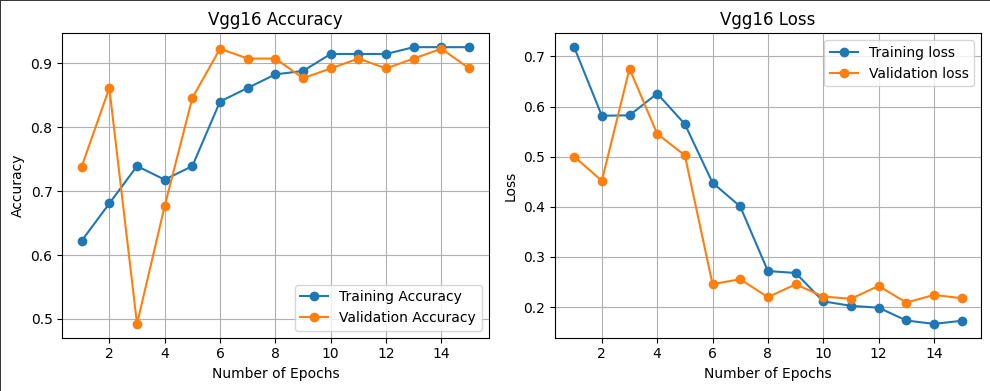 Vgg16 Accuracy
0.9
0.8
0.7
0.6
0.5
Accuracy
Training Accuracy
Validation Accuracy
2 4 6 8 10 12 14
Number of Epochs
Vgg16 Loss
0.7
0.6
0.5
0.4
0.3
0.2
Loss
Training loss
Validation loss
2 4 6 8 10 12 14
Number of Epochs